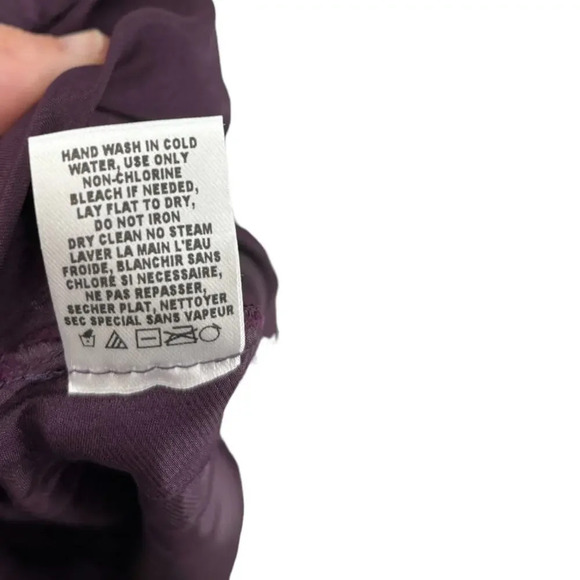 HAND WASH IN COLD
WATER, USE ONLY
NON-CHLORINE
BLEACH IF NEEDED,
LAY FLAT TO DRY,
DO NOT IRON
DRY CLEAN NO STEAM
LAVER LA MAIN L'EAU
FROIDE, BLANCHIR SANS
CHLORÉ SI NECESSAIRE,
NE PAS REPASSER,
SECHER PLAT, NETTOYER
SEC SPECIAL SANS VAPEUR